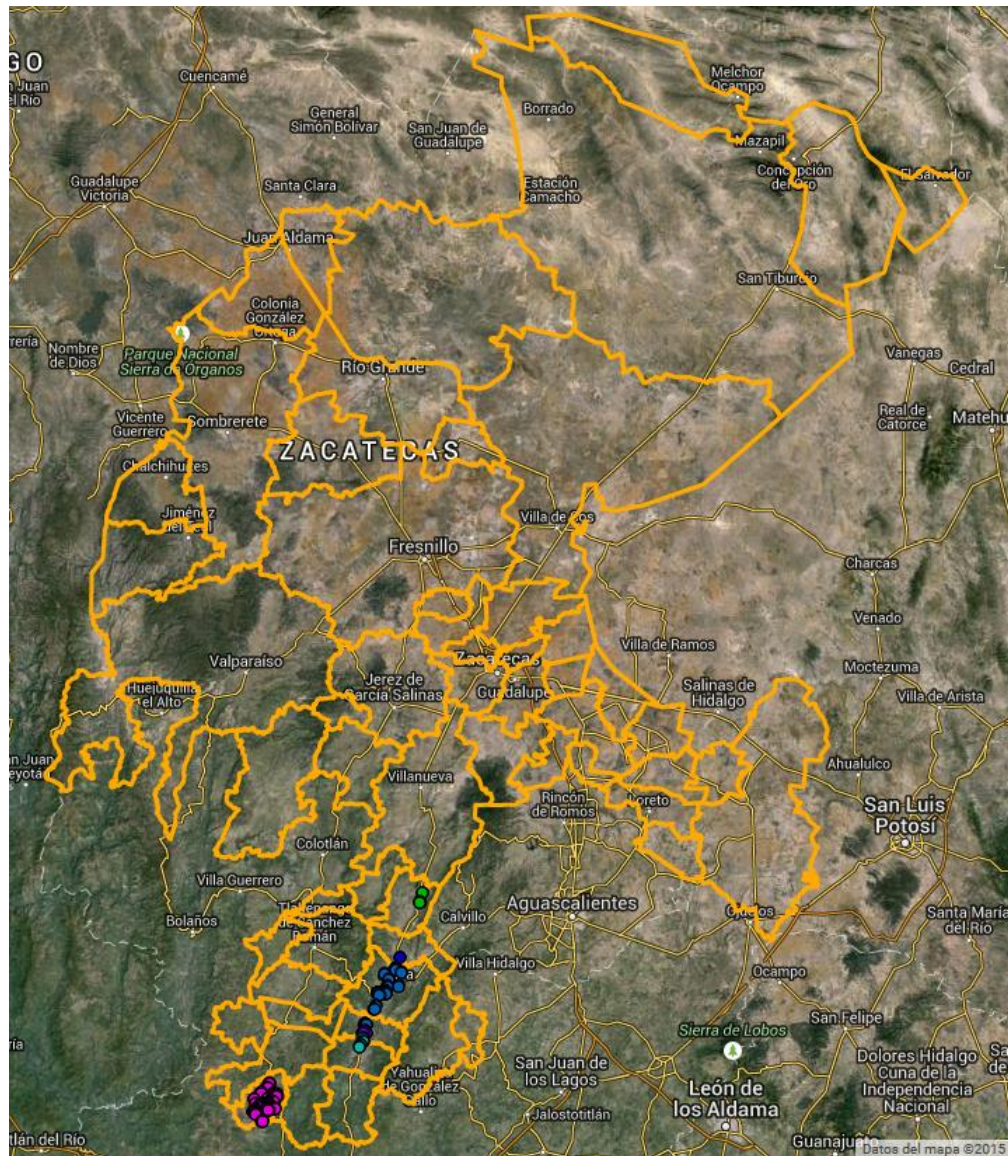 GO
Cuencamé
n Juan
el Río
General
Simón Bolívar
San Juan de
Guadalupe
Borrado
Melchor
Ocampo
Mazapil
Concepción
del Oro
El Salvador
Guadalupe
Victoria
Santa Clara
Estación
Camacho
Juan Aldama
San Tiburcio
Colonia
González
Ortega
rrería
Nombre
de Dios
Parque Nacional
Sierra de Órganos
Río Grande
Vanegas
Cedral
Vicente
Guerrero
Sombrerete
Real de
Catorce
Matehu
ZACATECAS
Chalchihuites
Jiménez
del Teul
Villa de Cos
Fresnillo
Charcas
Venado
Villa de Ramos
Valparaíso
Zacatecas
Guadalupe
Moctezuma
Jerez de
García Salinas
Salinas de
Hidalgo
Villa de Arista
Huejuquilla
el Alto
an Juan
eyotán
Villanueva
Ahualulco
Rincón
de Romos
Loreto
San Luis
Potosí
Colotlán
Villa Guerrero
Tlaltenango
de Sánchez
Román
Calvillo
Aguascalientes
Ojuelos
Santa María
del Río
Bolaños
Villa Hidalgo
Ocampo
San Felipe
Sierra de Lobos
ría
Yahualica
de González
Gallo
San Juan de
los Lagos
León de
los Aldama
Dolores Hidalgo
Cuna de la
Independencia
Nacional
Sa
de
tlán del Río
Jalostotitlán
Guanajuato
Datos del mapa ©2015